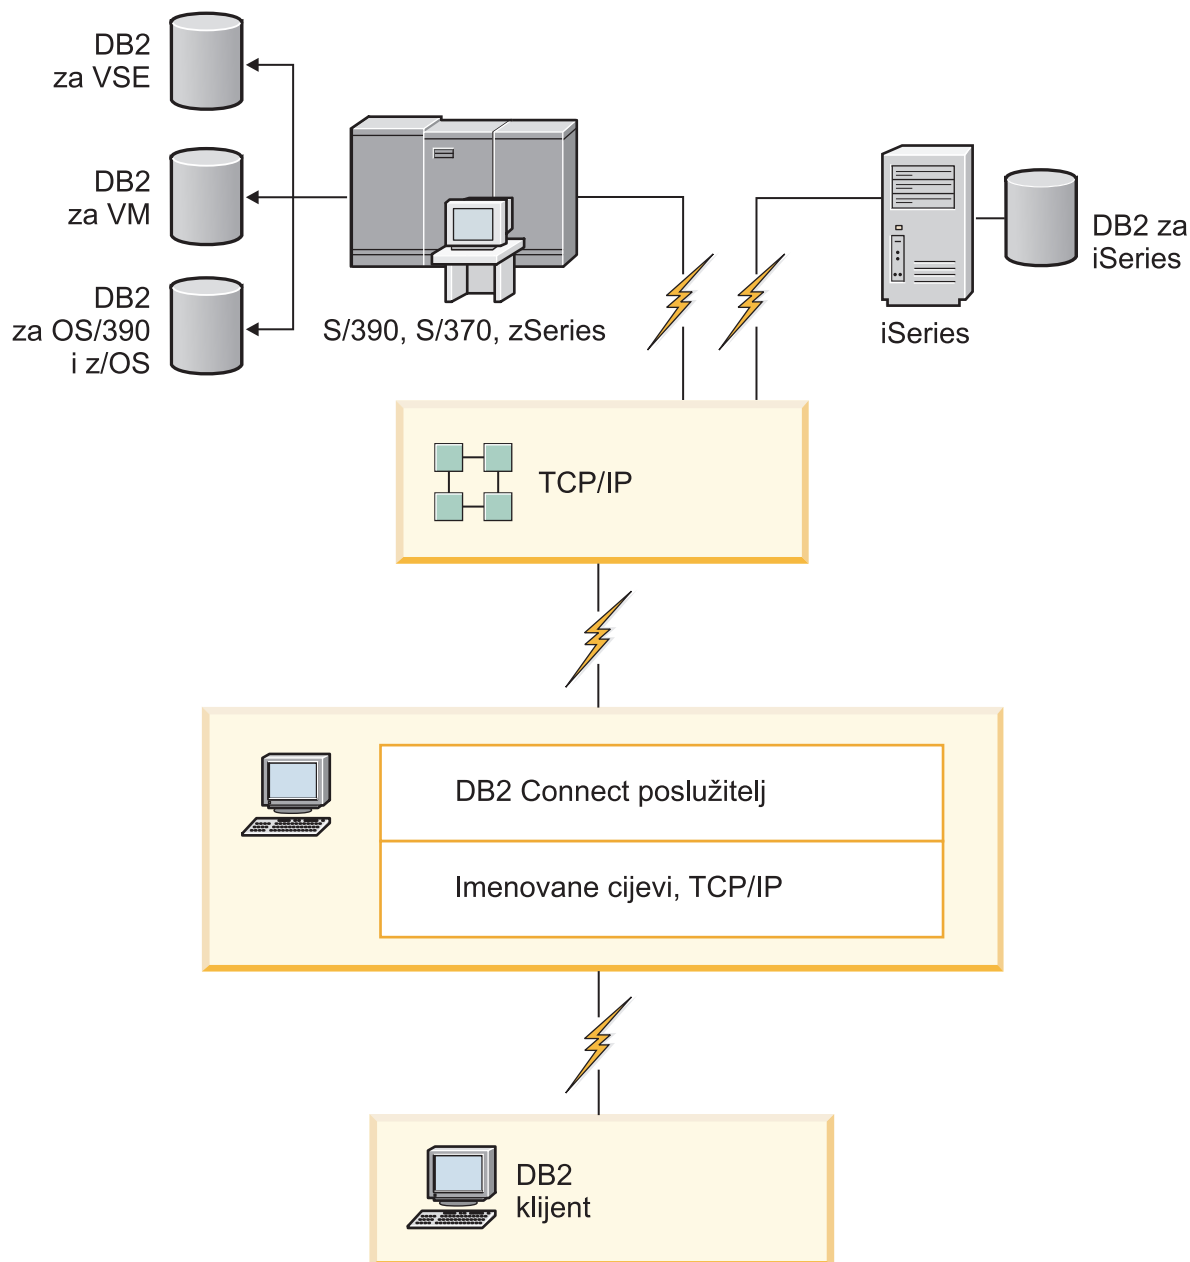 DB2
za VSE
DB2
za VM
DB2
za OS/390
i z/OS
S/390, S/370, zSeries
iSeries
DB2 za
iSeries
TCP/IP
DB2 Connect poslužitelj
Imenovane cijevi, TCP/IP
DB2
klijent